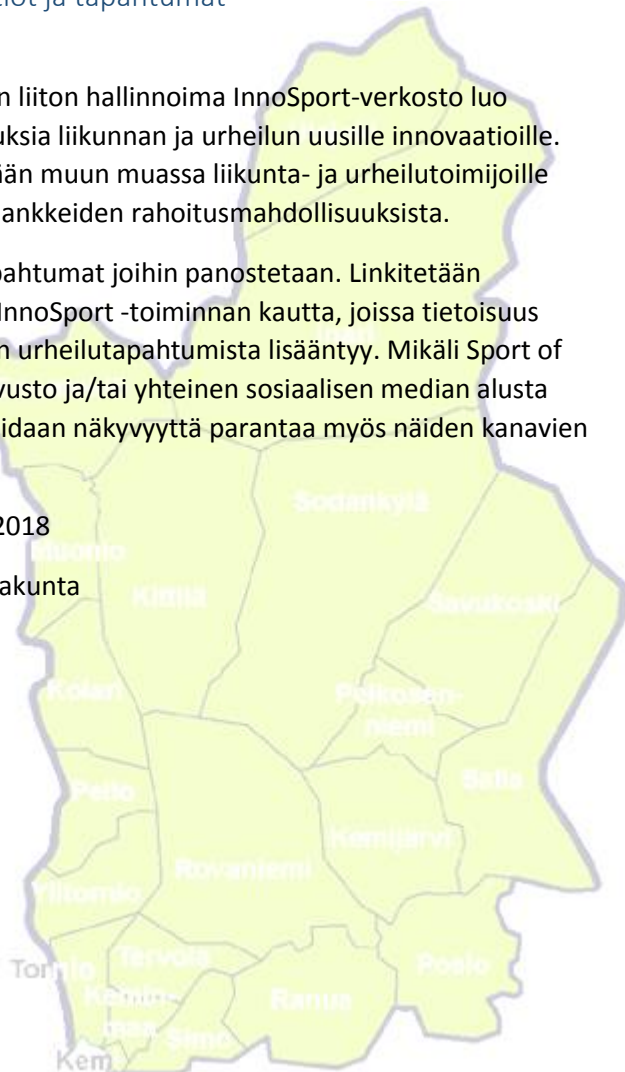 n liiton hallinnoima InnoSport-verkosto luo
uksia liikunnan ja urheilun uusille innovaatioille.
ään muun muassa liikunta- ja urheilutoimijoille
ankkeiden rahoitusmahdollisuuksista.
pahtumat joihin panostetaan. Linkitetään
InnoSport -toiminnan kautta, joissa tietoisuus
n urheilutapahtumista lisääntyy. Mikäli Sport of
vusto ja/tai yhteinen sosiaalisen median alusta
idaan näkyvyyttä parantaa myös näiden kanavien
Sodankylä
2018
Muonio
akunta
Kittilä
Savukoski
Kolari
Pelkosen-
niemi
Pello
Salla
Kemijärvi
Rovaniemi
Ylitornio
Tornio
Tervola
Posio
Kemin-
maa
Ranua
Simo
Kem